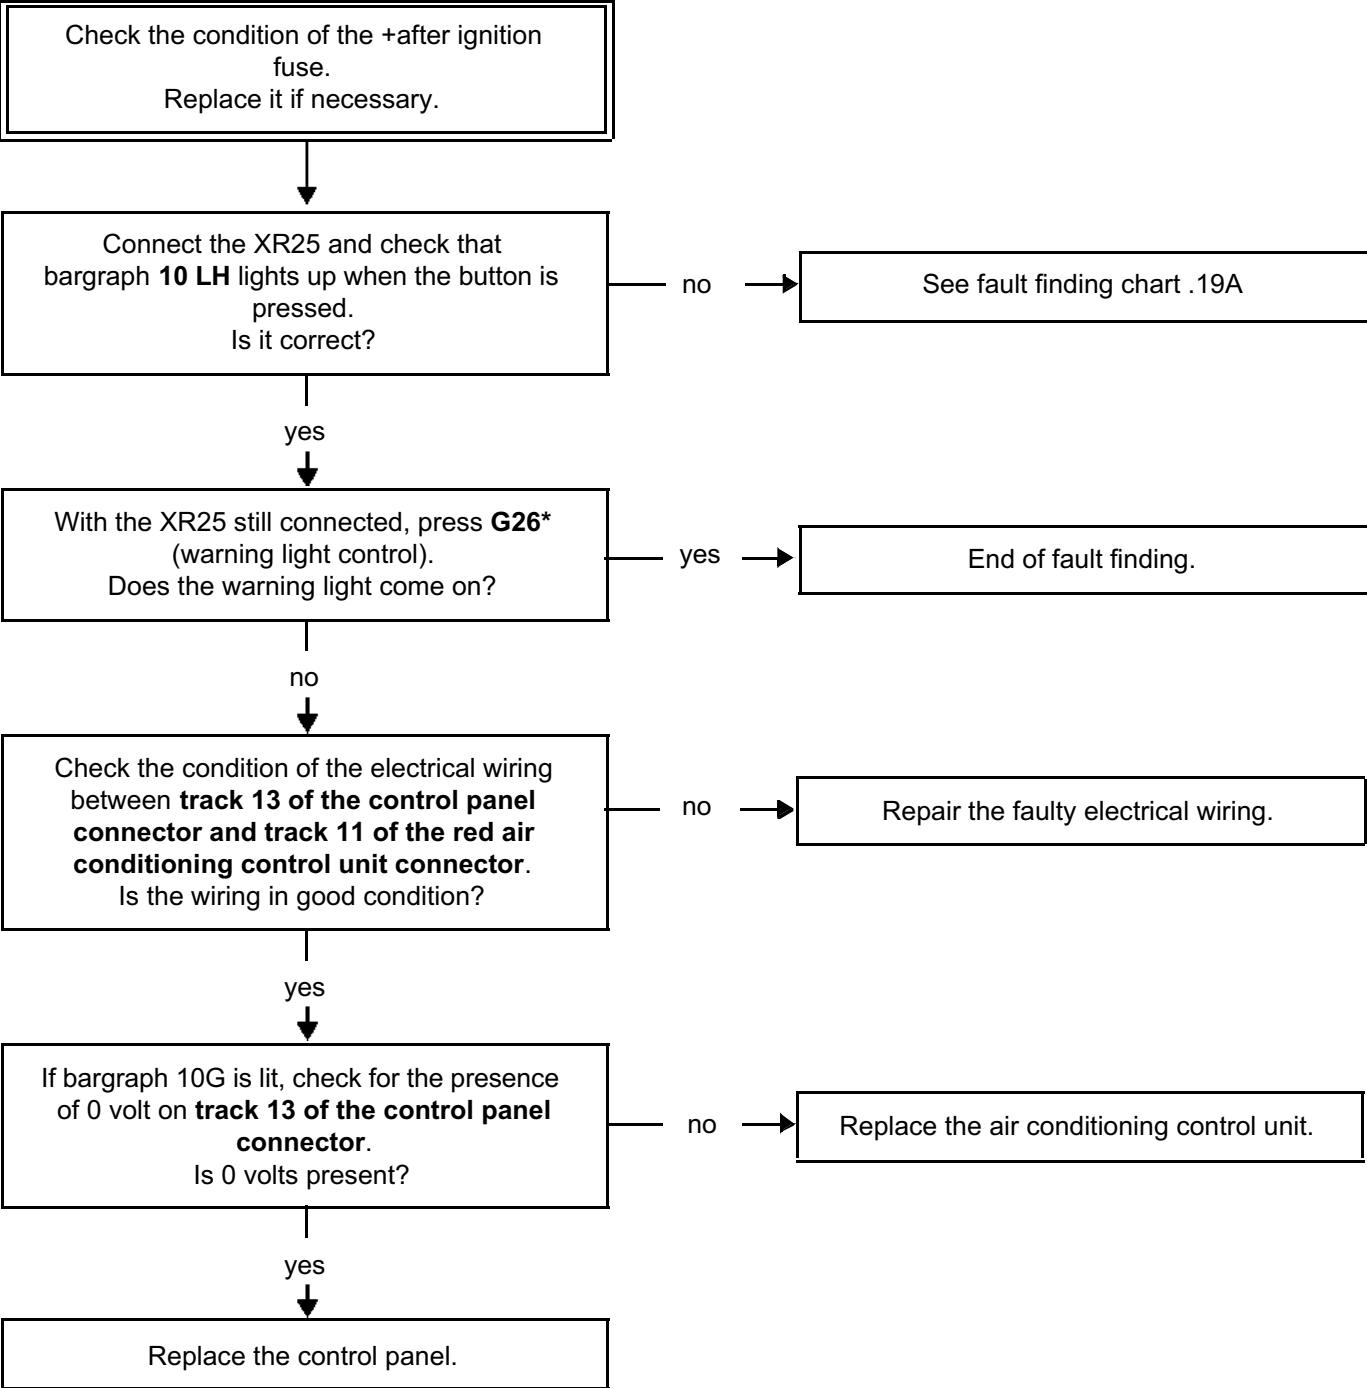 Check the condition of the +after ignition
fuse.
Replace it if necessary.
Connect the XR25 and check that
bargraph 10 LH lights up when the button is
pressed.
Is it correct?
no
See fault finding chart .19A
yes
With the XR25 still connected, press G26*
(warning light control).
Does the warning light come on?
yes
End of fault finding.
no
Check the condition of the electrical wiring
between track 13 of the control panel
connector and track 11 of the red air
conditioning control unit connector.
Is the wiring in good condition?
no
Repair the faulty electrical wiring.
yes
If bargraph 10G is lit, check for the presence
of 0 volt on track 13 of the control panel
connector.
Is 0 volts present?
no
Replace the air conditioning control unit.
yes
Replace the control panel.